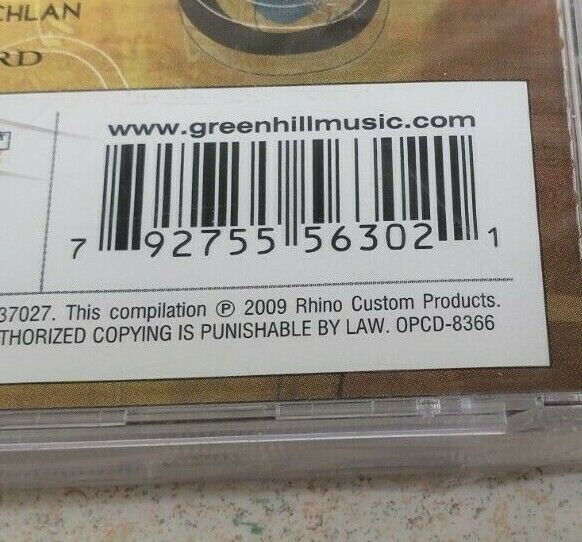 CHLAN
RD
www.greenhillmusic.com
7 92755 56302 1
37027. This compilation ℗ 2009 Rhino Custom Products.
THORIZED COPYING IS PUNISHABLE BY LAW. OPCD-8366